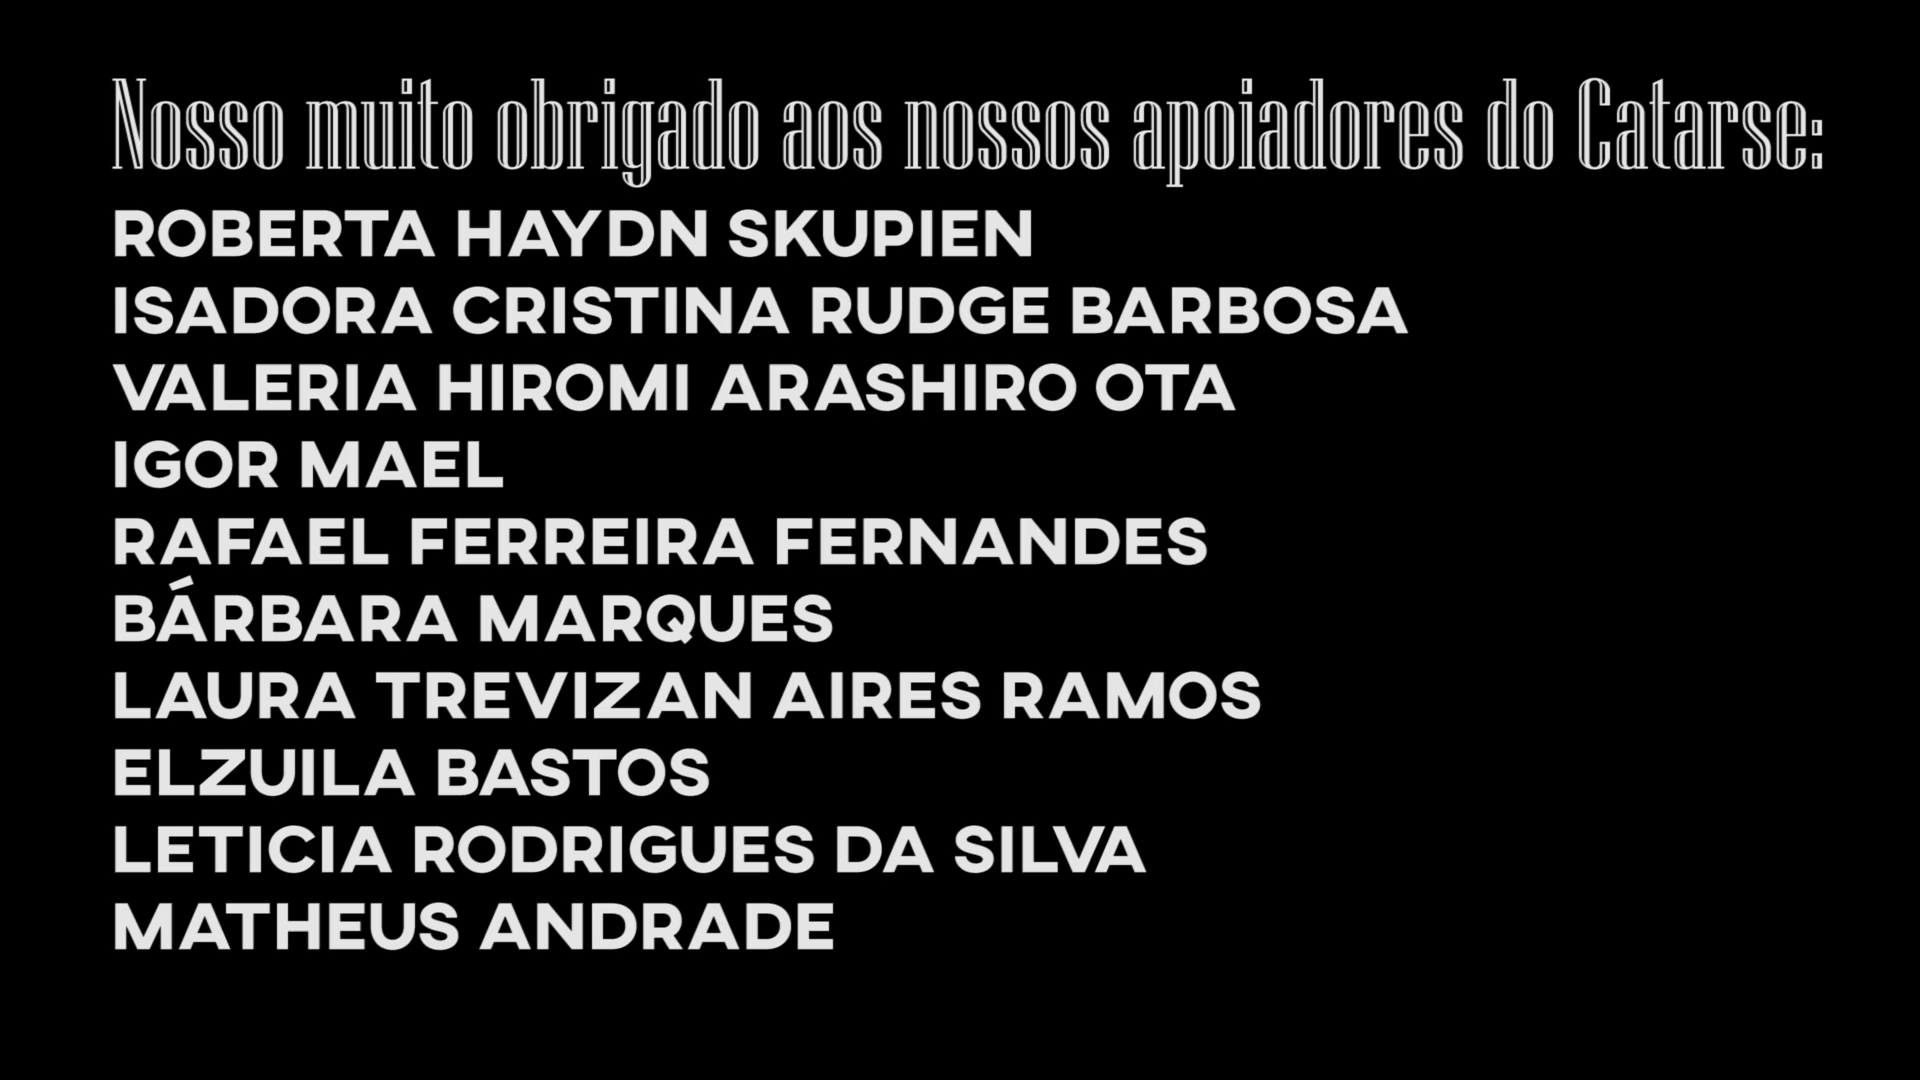 Nosso muito obrigado aos nossos apoiadores do Catarse:
ROBERTA HAYDN SKUPIEN
ISADORA CRISTINA RUDGE BARBOSA
VALERIA HIROMI ARASHIRO OTA
IGOR MAEL
RAFAEL FERREIRA FERNANDES
BÁRBARA MARQUES
LAURA TREVIZAN AIRES RAMOS
ELZUILA BASTOS
LETICIA RODRIGUES DA SILVA
MATHEUS ANDRADE